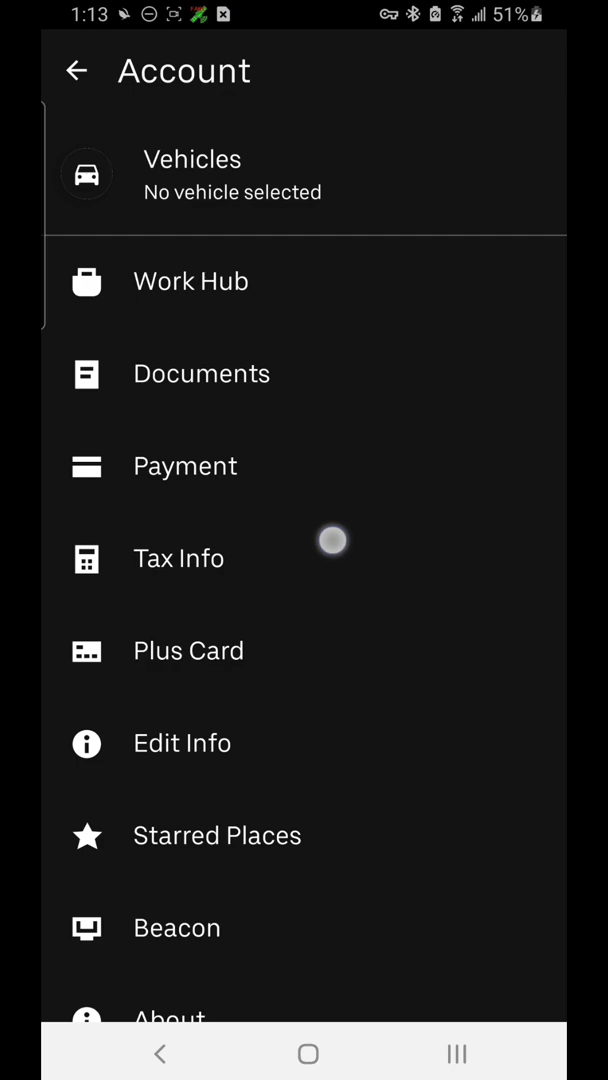 1:13
51%
Account
Vehicles
No vehicle selected
Work Hub
Documents
Payment
Tax Info
Plus Card
Edit Info
Starred Places
Beacon
About